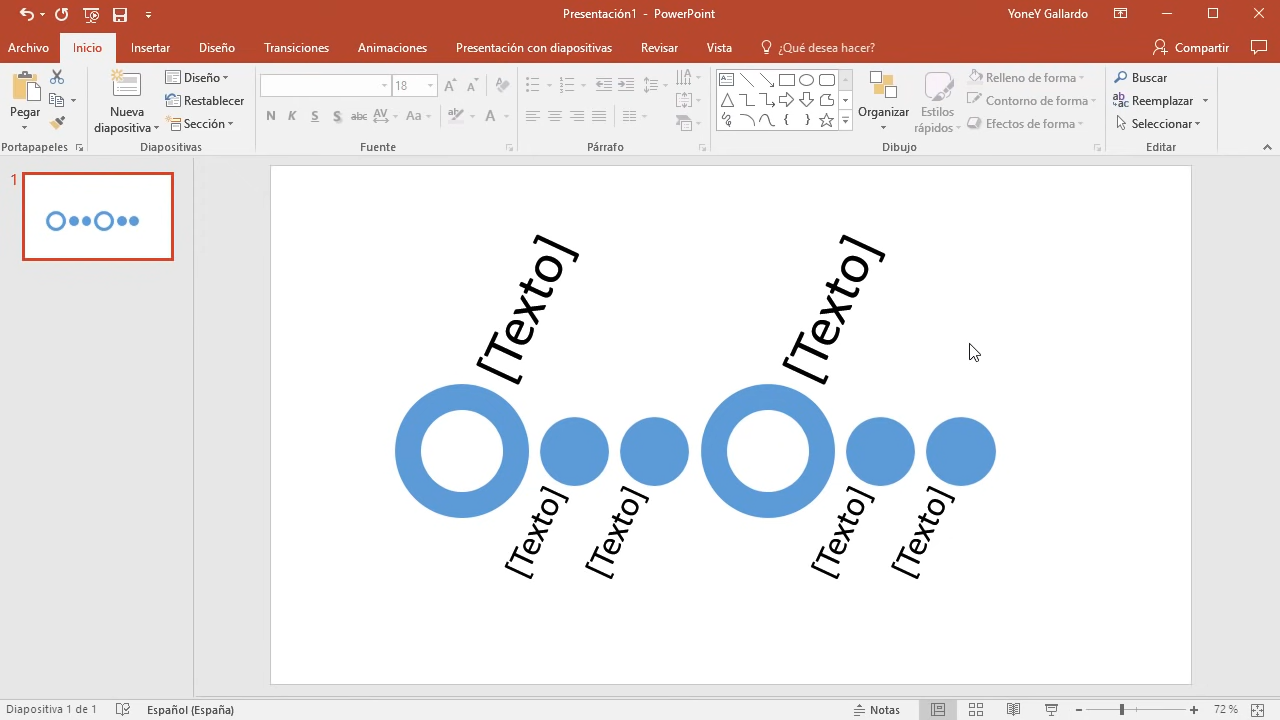 Presentación1 - PowerPoint
YoneY Gallardo
Archivo
Inicio
Insertar
Diseño
Transiciones
Animaciones
Presentación con diapositivas
Revisar
Vista
¿Qué desea hacer?
Compartir
Pegar
Portapapeles
Nueva
diapositiva
Diseño
Restablecer
Sección
Diapositivas
18
N K S S abc AV Aa A
Fuente
Párrafo
Organizar
Estilos
rápidos
Relleno de forma
Contorno de forma
Efectos de forma
Dibujo
Buscar
Reemplazar
Seleccionar
Editar
1
[Texto]
[Texto]
[Texto]
[Texto]
[Texto]
[Texto]
Diapositiva 1 de 1
Español (España)
Notas
72 %